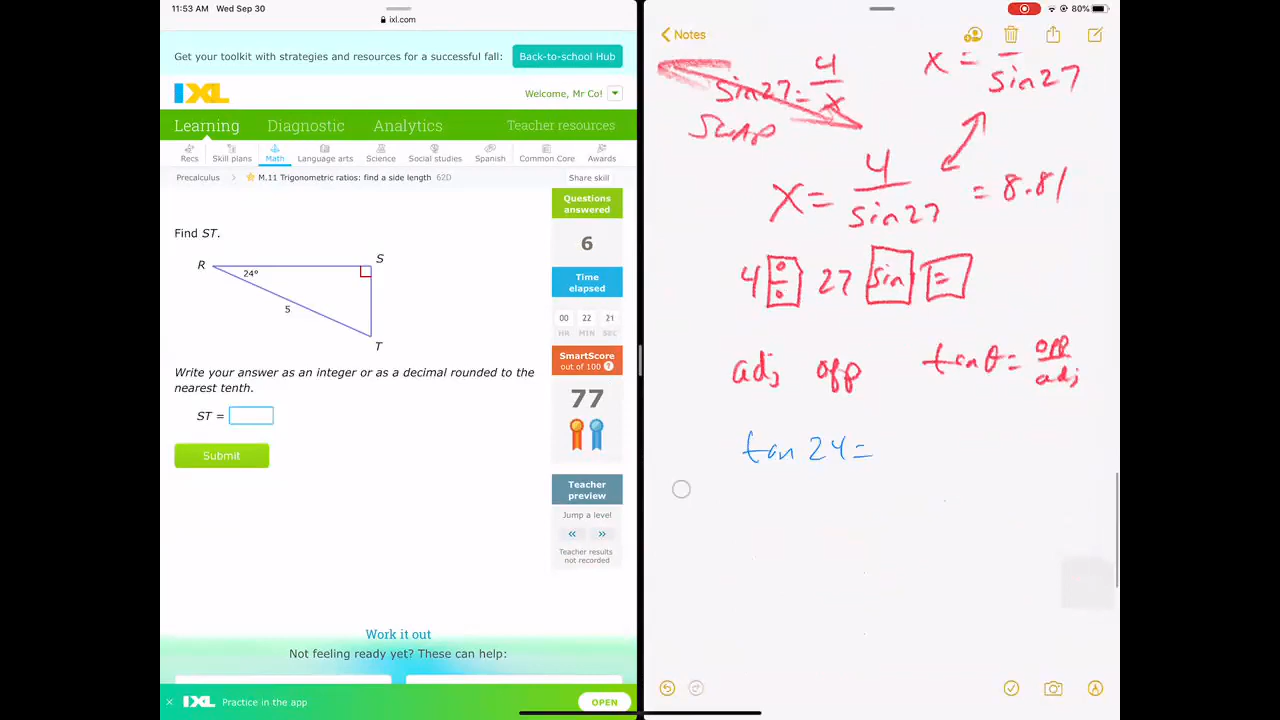 11:53 AM Wed Sep 30
ixl.com
Get your toolkit with strategies and resources for a successful fall:
Back-to-school Hub
IXL
Welcome, Mr Co!
Learning Diagnostic Analytics Teacher resources
Recs Skill plans Math Language arts Science Social studies Spanish Common Core Awards
Precalculus > M.11 Trigonometric ratios: find a side length 62D
Share skill
Find ST.
R
24°
S
5
T
Write your answer as an integer or as a decimal rounded to the
nearest tenth.
ST =
Submit
Questions
answered
6
Time
elapsed
00 22 21
HR MIN SEC
SmartScore
out of 100 ?
77
Teacher
preview
Jump a level
« »
Teacher results
not recorded
Work it out
Not feeling ready yet? These can help:
× IXL Practice in the app
OPEN
80%
Notes
sin27 = 4/x
x = sin27
Swap
x = 4/sin27 = 8.81
4 ÷ 27 sin =
adj opp tanθ = opp/adj
tan 24 =